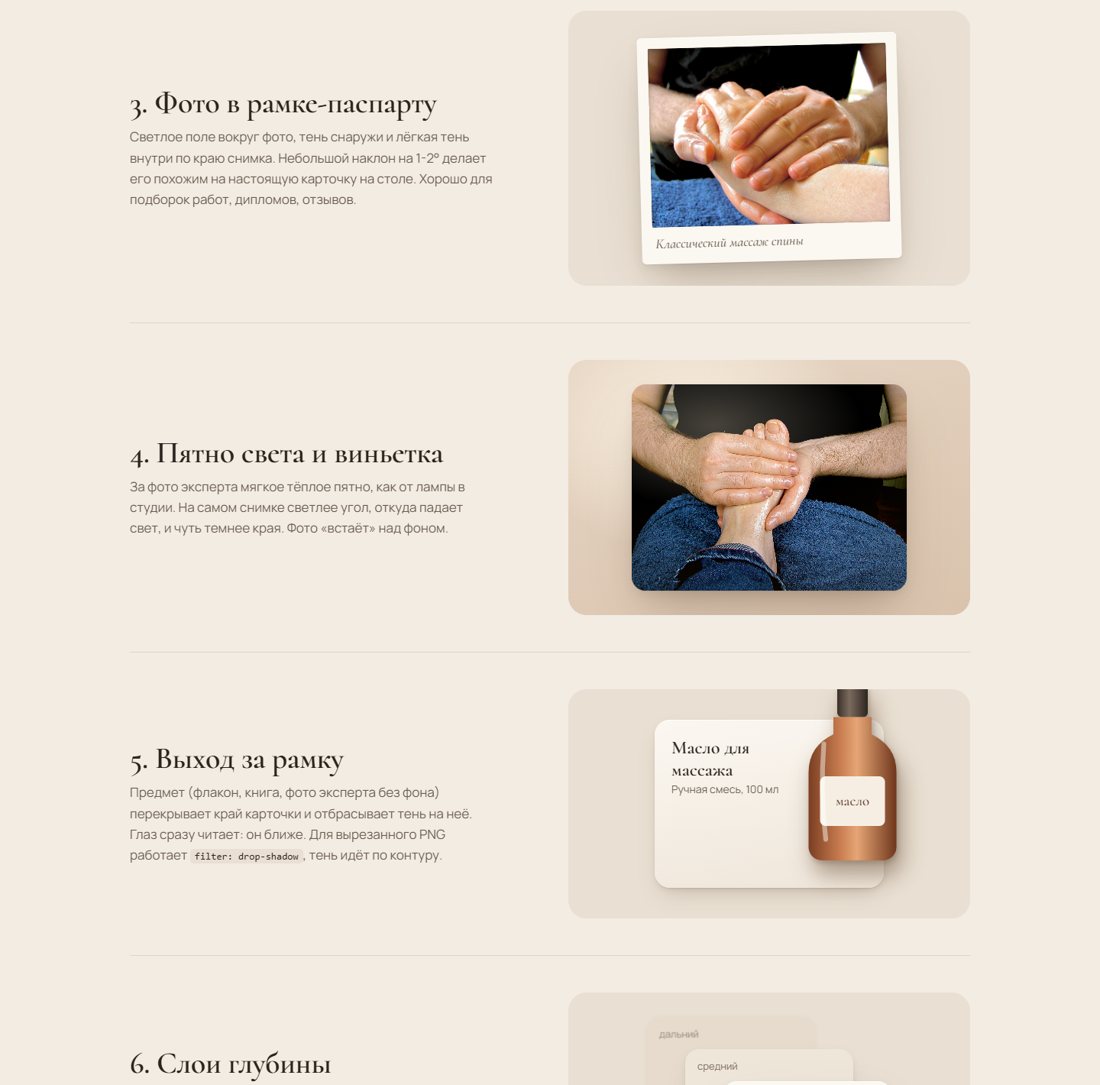 3. Фото в рамке-паспарту
Светлое поле вокруг фото, тень снаружи и лёгкая тень
внутри по краю снимка. Небольшой наклон на 1-2° делает
его похожим на настоящую карточку на столе. Хорошо для
подборок работ, дипломов, отзывов.
Классический массаж спины
4. Пятно света и виньетка
За фото эксперта мягкое тёплое пятно, как от лампы в
студии. На самом снимке светлее угол, откуда падает
свет, и чуть темнее края. Фото «встаёт» над фоном.
5. Выход за рамку
Предмет (флакон, книга, фото эксперта без фона)
перекрывает край карточки и отбрасывает тень на неё.
Глаз сразу читает: он ближе. Для вырезанного PNG
работает filter: drop-shadow, тень идёт по контуру.
Масло для
массажа
Ручная смесь, 100 мл
масло
6. Слои глубины
дальний
средний